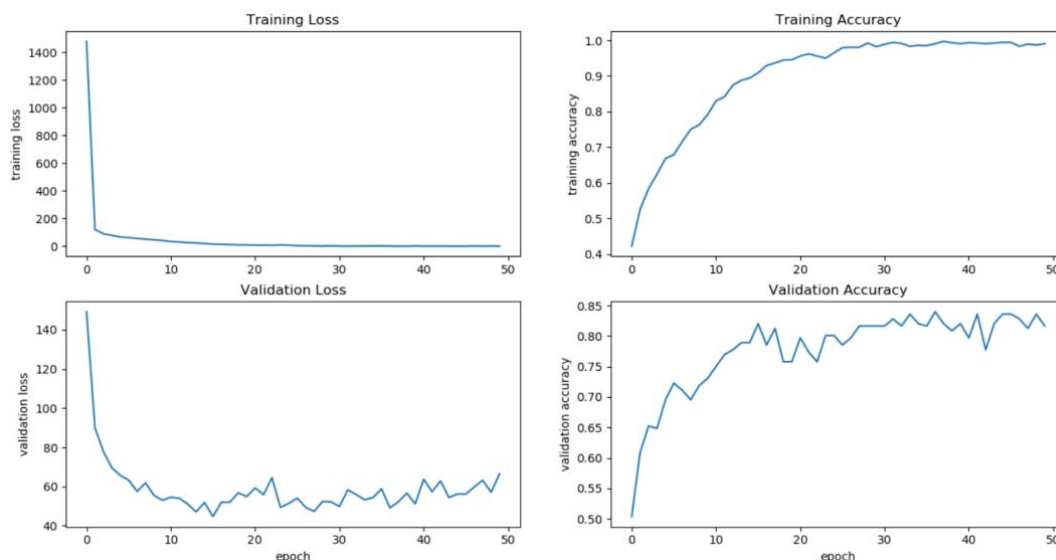 Training Loss
training loss
1400
1200
1000
800
600
400
200
0
0 10 20 30 40 50
Training Accuracy
training accuracy
1.0
0.9
0.8
0.7
0.6
0.5
0.4
0 10 20 30 40 50
Validation Loss
validation loss
140
120
100
80
60
40
0 10 20 30 40 50
epoch
Validation Accuracy
validation accuracy
0.85
0.80
0.75
0.70
0.65
0.60
0.55
0.50
0 10 20 30 40 50
epoch